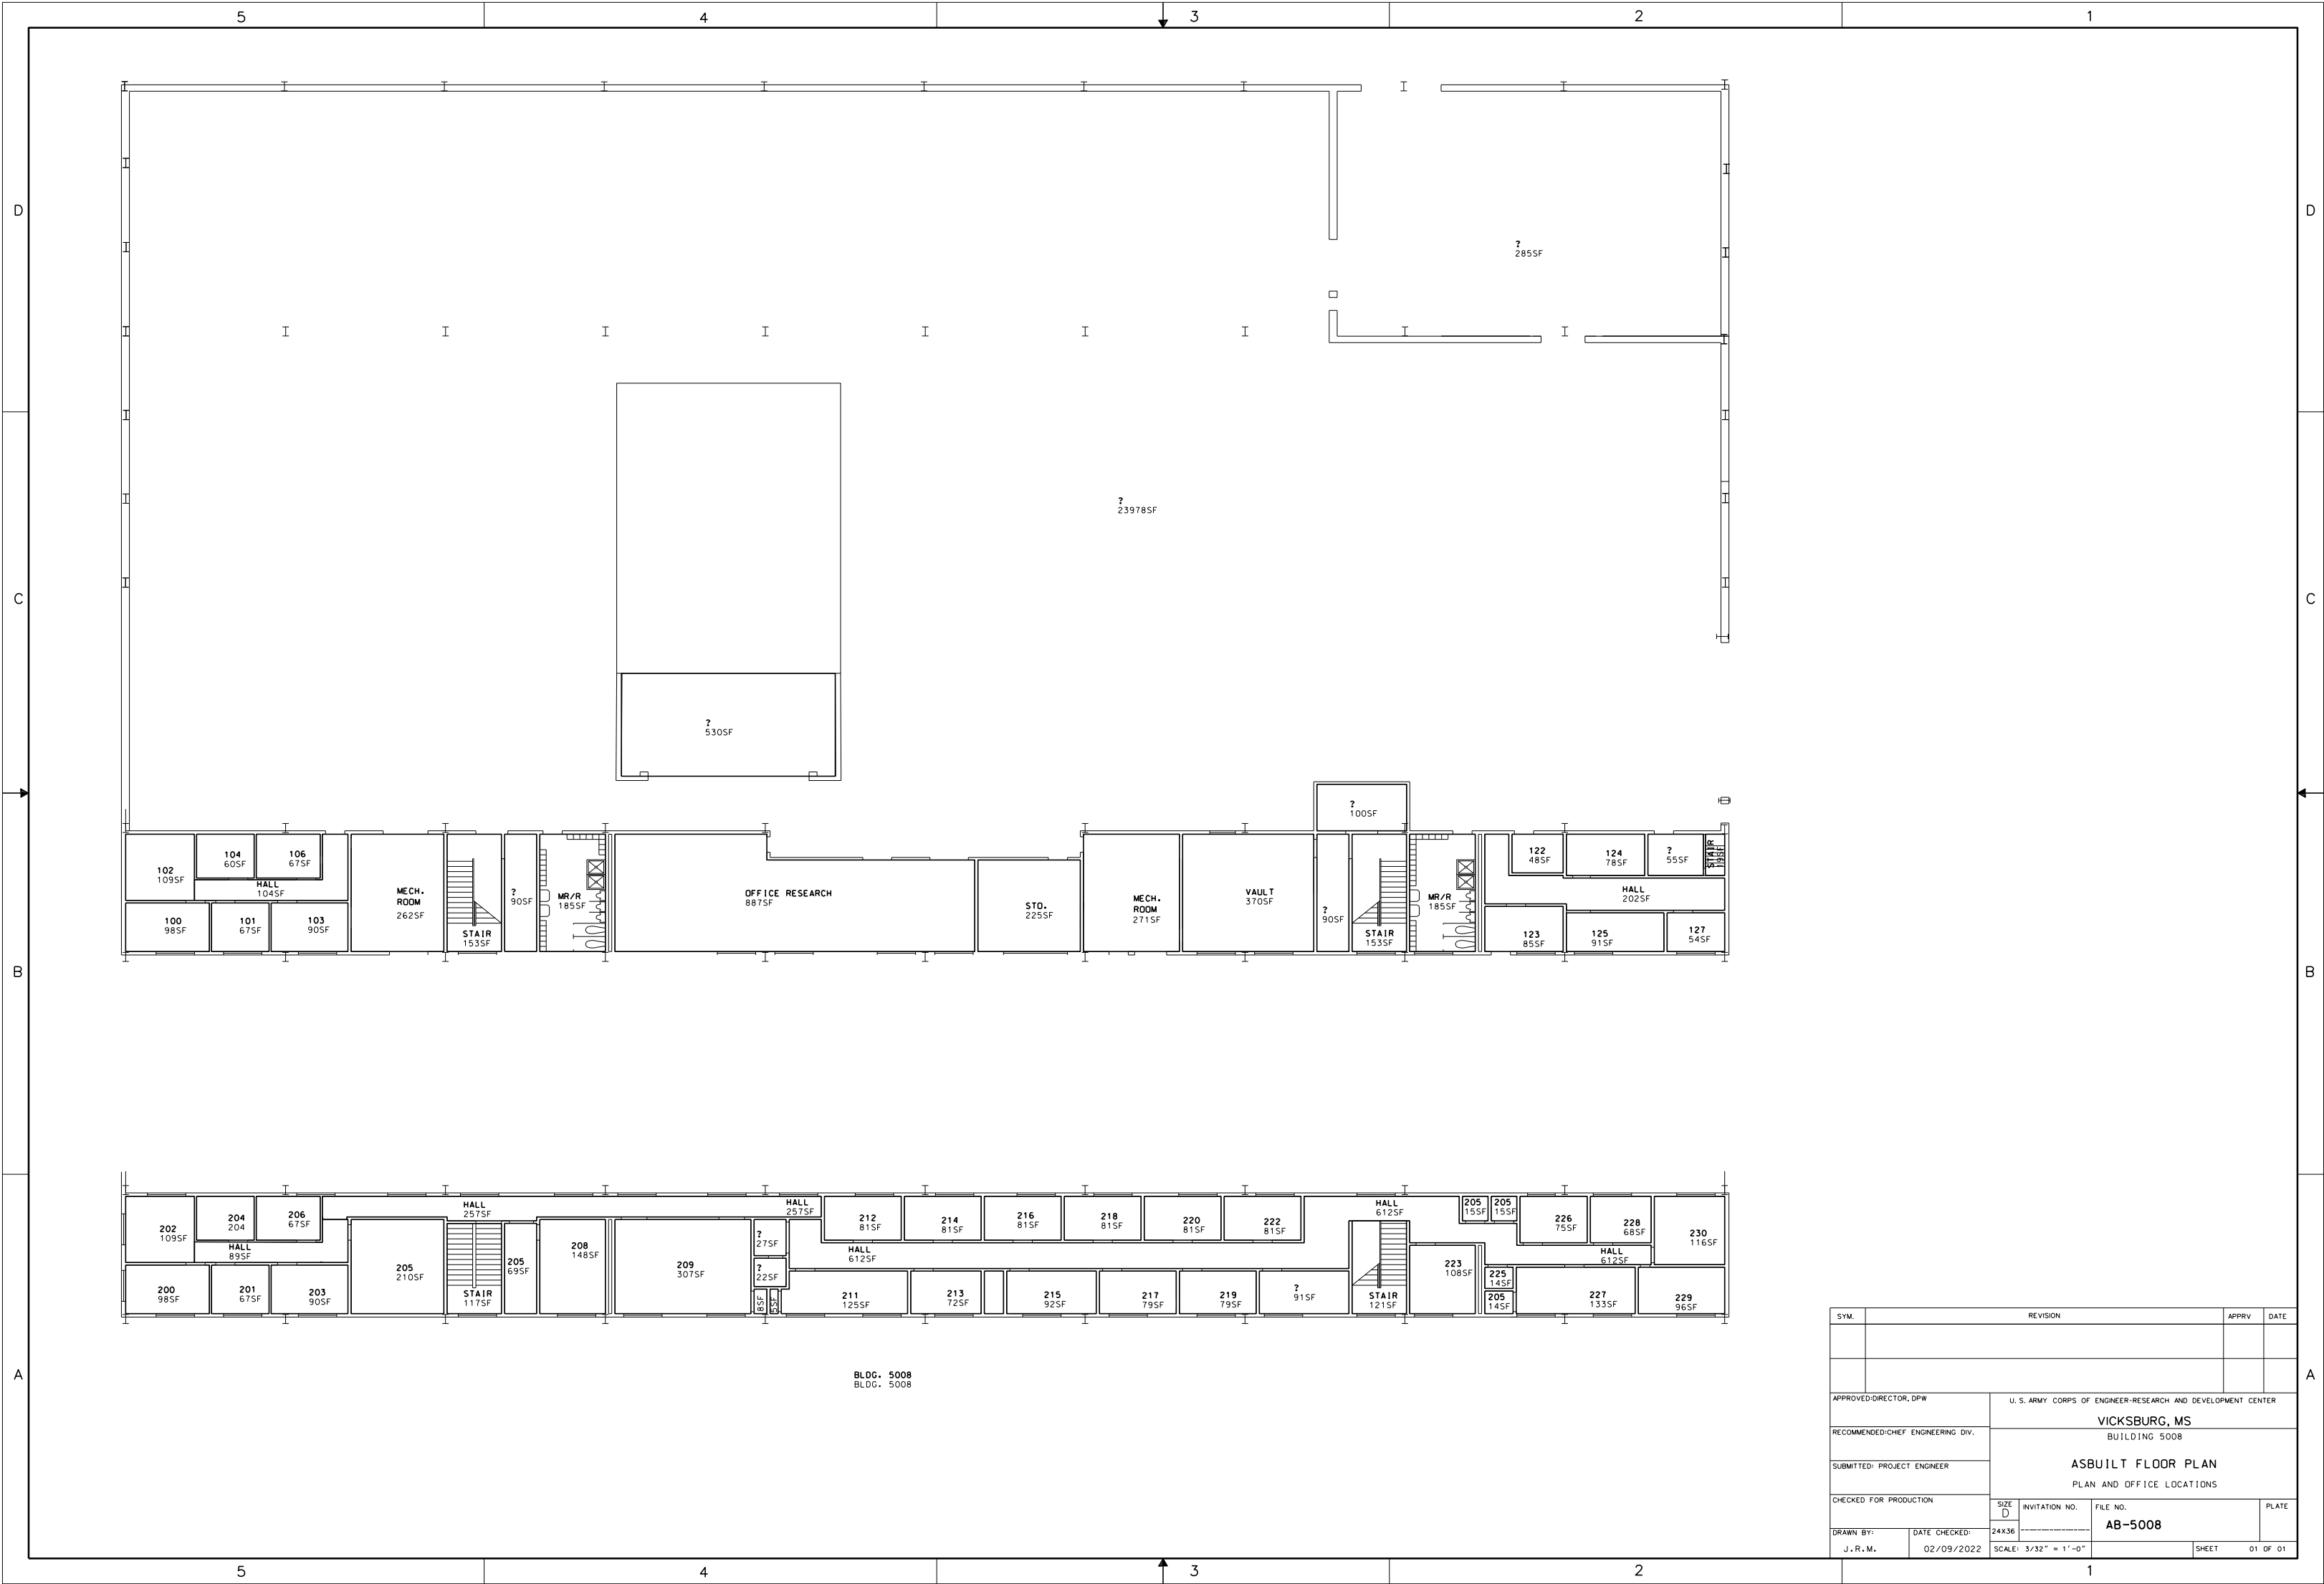 5 4 3 2 1
D D
?
285SF
C C
?
23978SF
?
530SF
?
100SF
102
109SF
104
60SF
106
67SF
HALL
104SF
100
98SF
101
67SF
103
90SF
MECH.
ROOM
262SF
STAIR
153SF
?
90SF
MR/R
185SF
OFFICE RESEARCH
887SF
STO.
225SF
MECH.
ROOM
271SF
VAULT
370SF
?
90SF
STAIR
153SF
MR/R
185SF
122
48SF
124
78SF
?
55SF
STAIR
19SF
HALL
202SF
123
85SF
125
91SF
127
54SF
B B
202
109SF
204
204
206
67SF
HALL
89SF
200
98SF
201
67SF
203
90SF
HALL
257SF
205
210SF
STAIR
117SF
205
69SF
208
148SF
209
307SF
HALL
257SF
?
27SF
?
22SF
8SF
5SF
212
81SF
214
81SF
216
81SF
218
81SF
220
81SF
222
81SF
HALL
612SF
211
125SF
213
72SF
215
92SF
217
79SF
219
79SF
?
91SF
HALL
612SF
STAIR
121SF
223
108SF
205
15SF
205
15SF
226
75SF
228
68SF
230
116SF
HALL
612SF
225
14SF
205
14SF
227
133SF
229
96SF
A A
BLDG. 5008
BLDG. 5008
SYM. REVISION APPRV DATE
APPROVED:DIRECTOR, DPW
RECOMMENDED:CHIEF ENGINEERING DIV.
SUBMITTED: PROJECT ENGINEER
CHECKED FOR PRODUCTION
DRAWN BY:
J.R.M.
DATE CHECKED:
02/09/2022
U. S. ARMY CORPS OF ENGINEER-RESEARCH AND DEVELOPMENT CENTER
VICKSBURG, MS
BUILDING 5008
ASBUILT FLOOR PLAN
PLAN AND OFFICE LOCATIONS
SIZE
D
24X36
INVITATION NO.
----------------
FILE NO.
AB-5008
PLATE
SCALE: 3/32" = 1'-0"
SHEET 01 OF 01
5 4 3 2 1